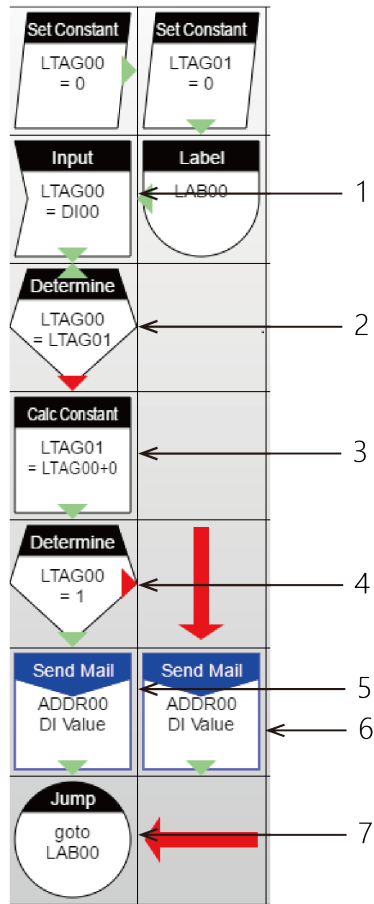 Set Constant
LTAG00
= 0
Set Constant
LTAG01
= 0
Input
LTAG00
= DI00
Label
LAB00
1
Determine
LTAG00
= LTAG01
2
Calc Constant
LTAG01
= LTAG00+0
3
Determine
LTAG00
= 1
4
Send Mail
ADDR00
DI Value
Send Mail
ADDR00
DI Value
5
6
Jump
goto
LAB00
7